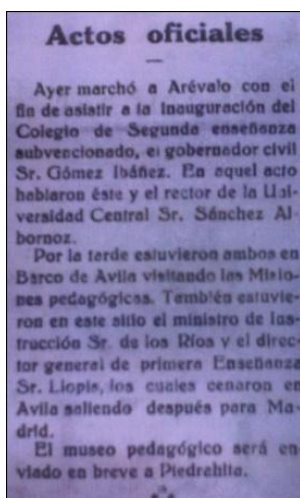 Actos oficiales
Ayer marchó a Arévalo con el
fin de asistir a la inauguración del
Colegio de Segunda enseñanza
subvencionado, el gobernador civil
Sr. Gómez Ibáñez. En aquel acto
hablaron éste y el rector de la Uni-
versidad Central Sr. Sánchez Al-
bornoz.
Por la tarde estuvieron ambos en
Barco de Avila visitando las Misio-
nes pedagógicas. También estuvie-
ron en este sitio el ministro de Ins-
trucción Sr. de los Ríos y el direc-
tor general de primera Enseñanza
Sr. Llopis, los cuales cenaron en
Avila saliendo después para Ma-
drid.
El museo pedagógico será en-
viado en breve a Piedrahita.